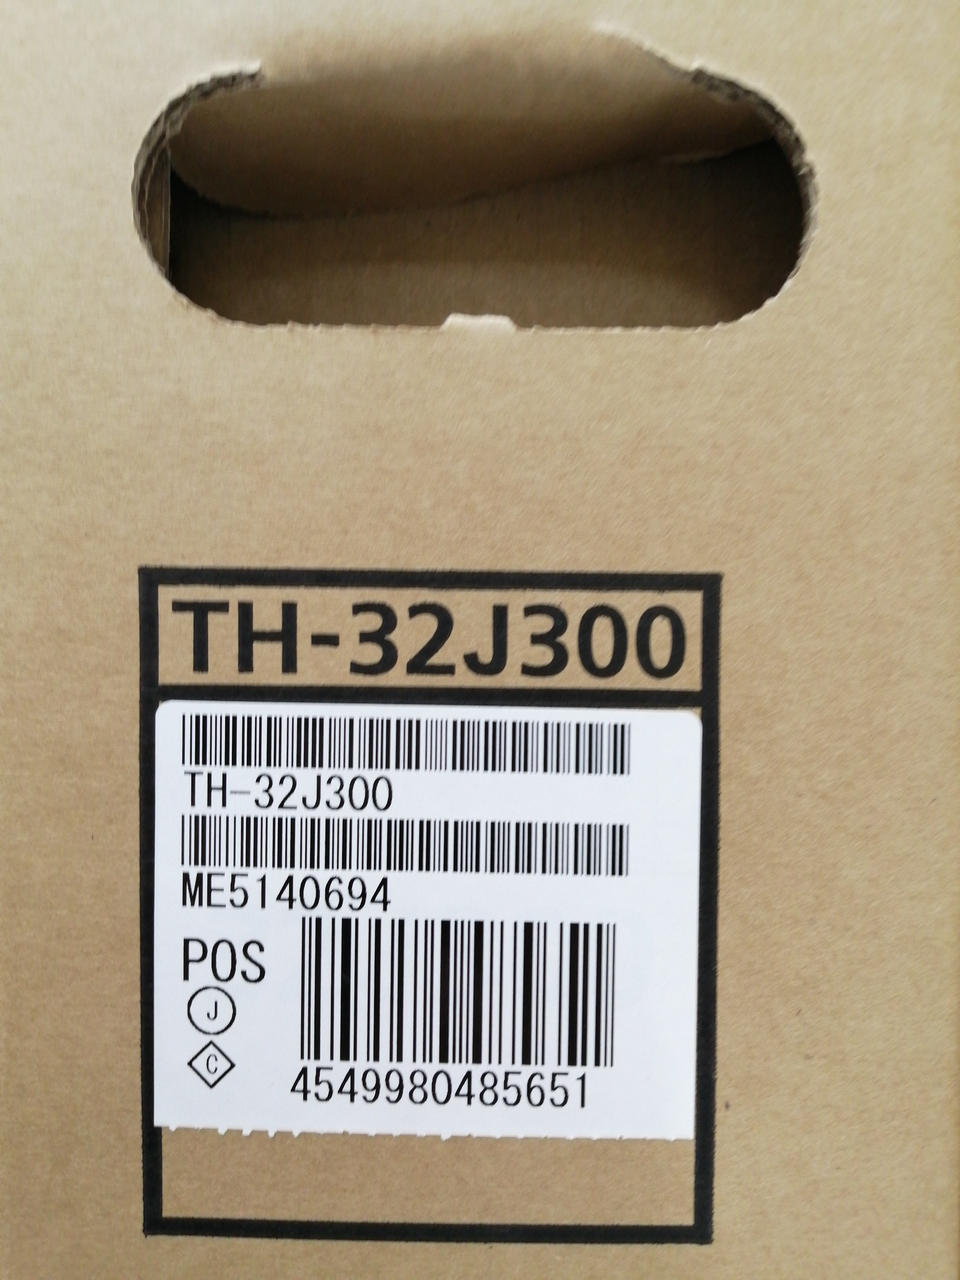 TH-32J300
TH-32J300
ME5140694
POS
J
C
4549980485651